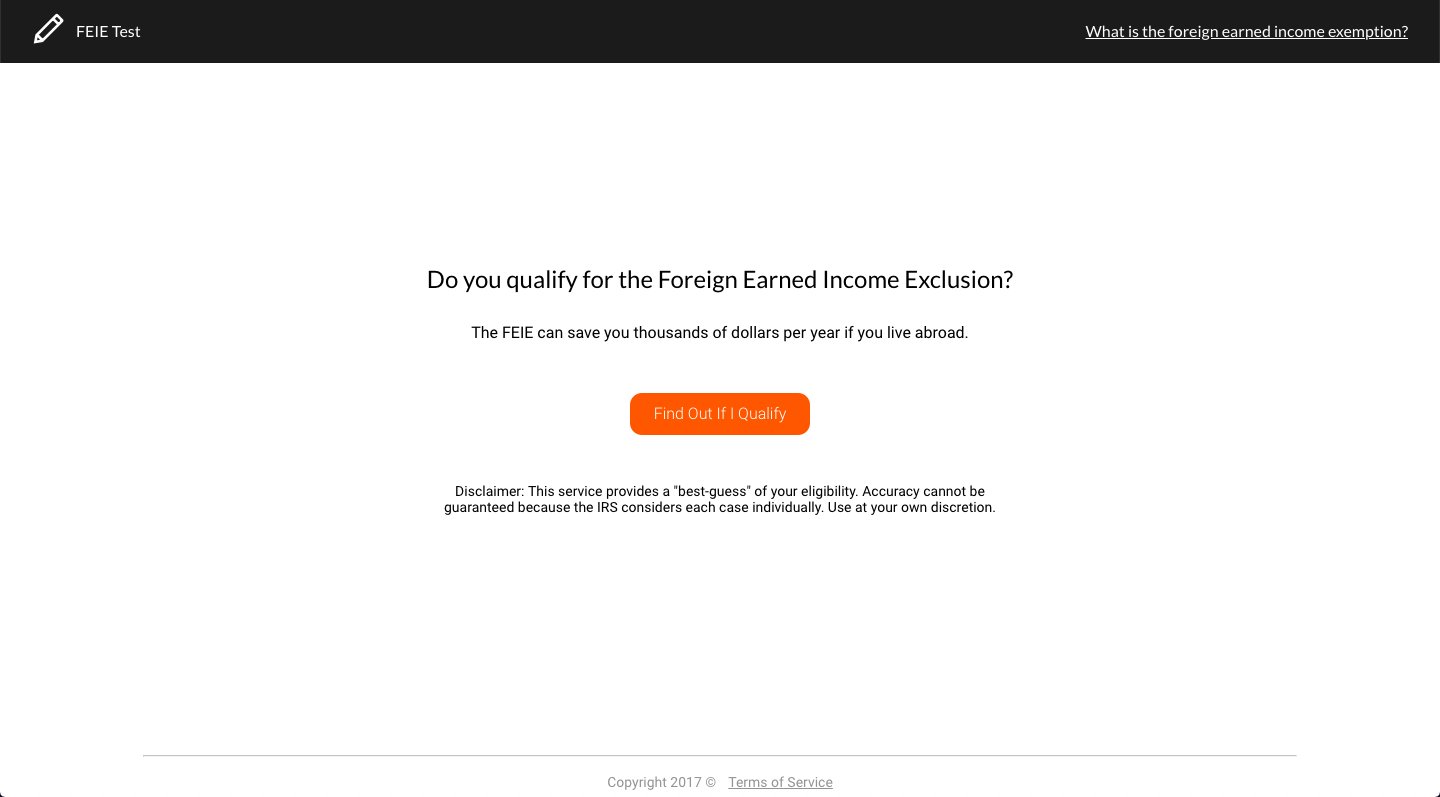 FEIE Test
What is the foreign earned income exemption?
Do you qualify for the Foreign Earned Income Exclusion?
The FEIE can save you thousands of dollars per year if you live abroad.
Find Out If I Qualify
Disclaimer: This service provides a "best-guess" of your eligibility. Accuracy cannot be
guaranteed because the IRS considers each case individually. Use at your own discretion.
Copyright 2017 © Terms of Service